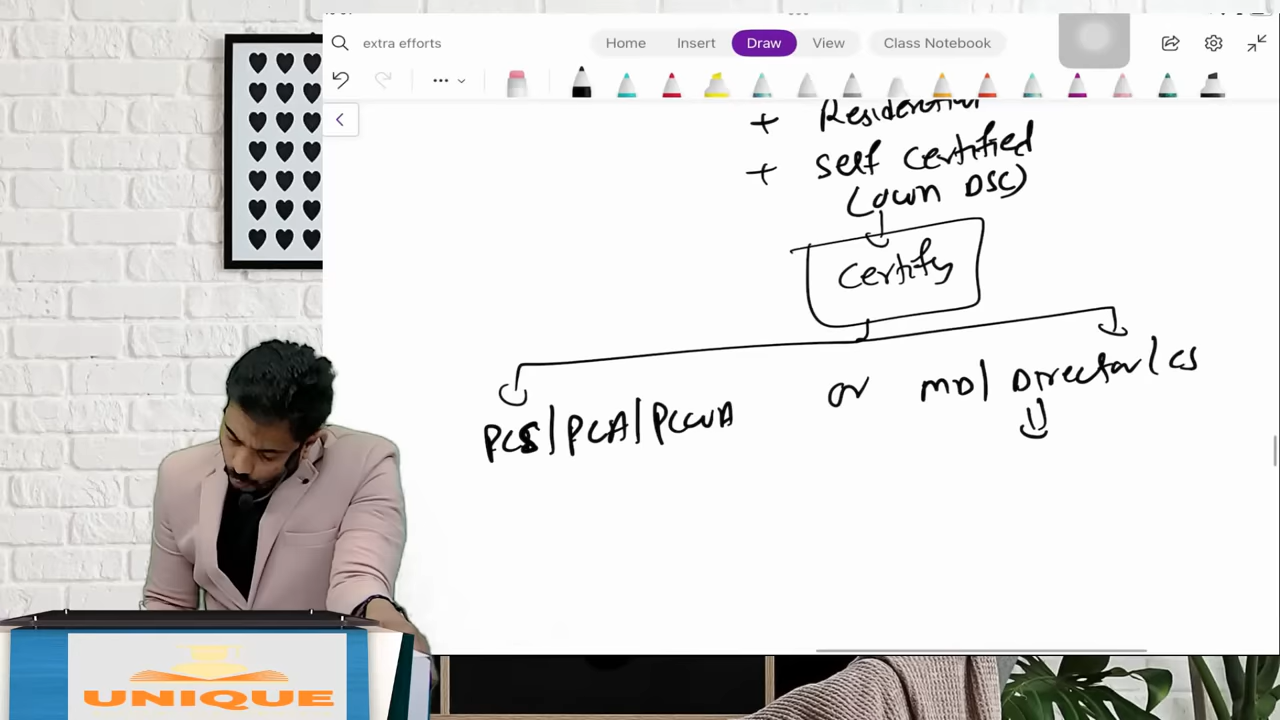 extra efforts
Home Insert Draw View Class Notebook
+ Residential
+ Self Certified
(own DSC)
Certify
PCS/PCA/PCWA or MD/ Director/CS
UNIQUE